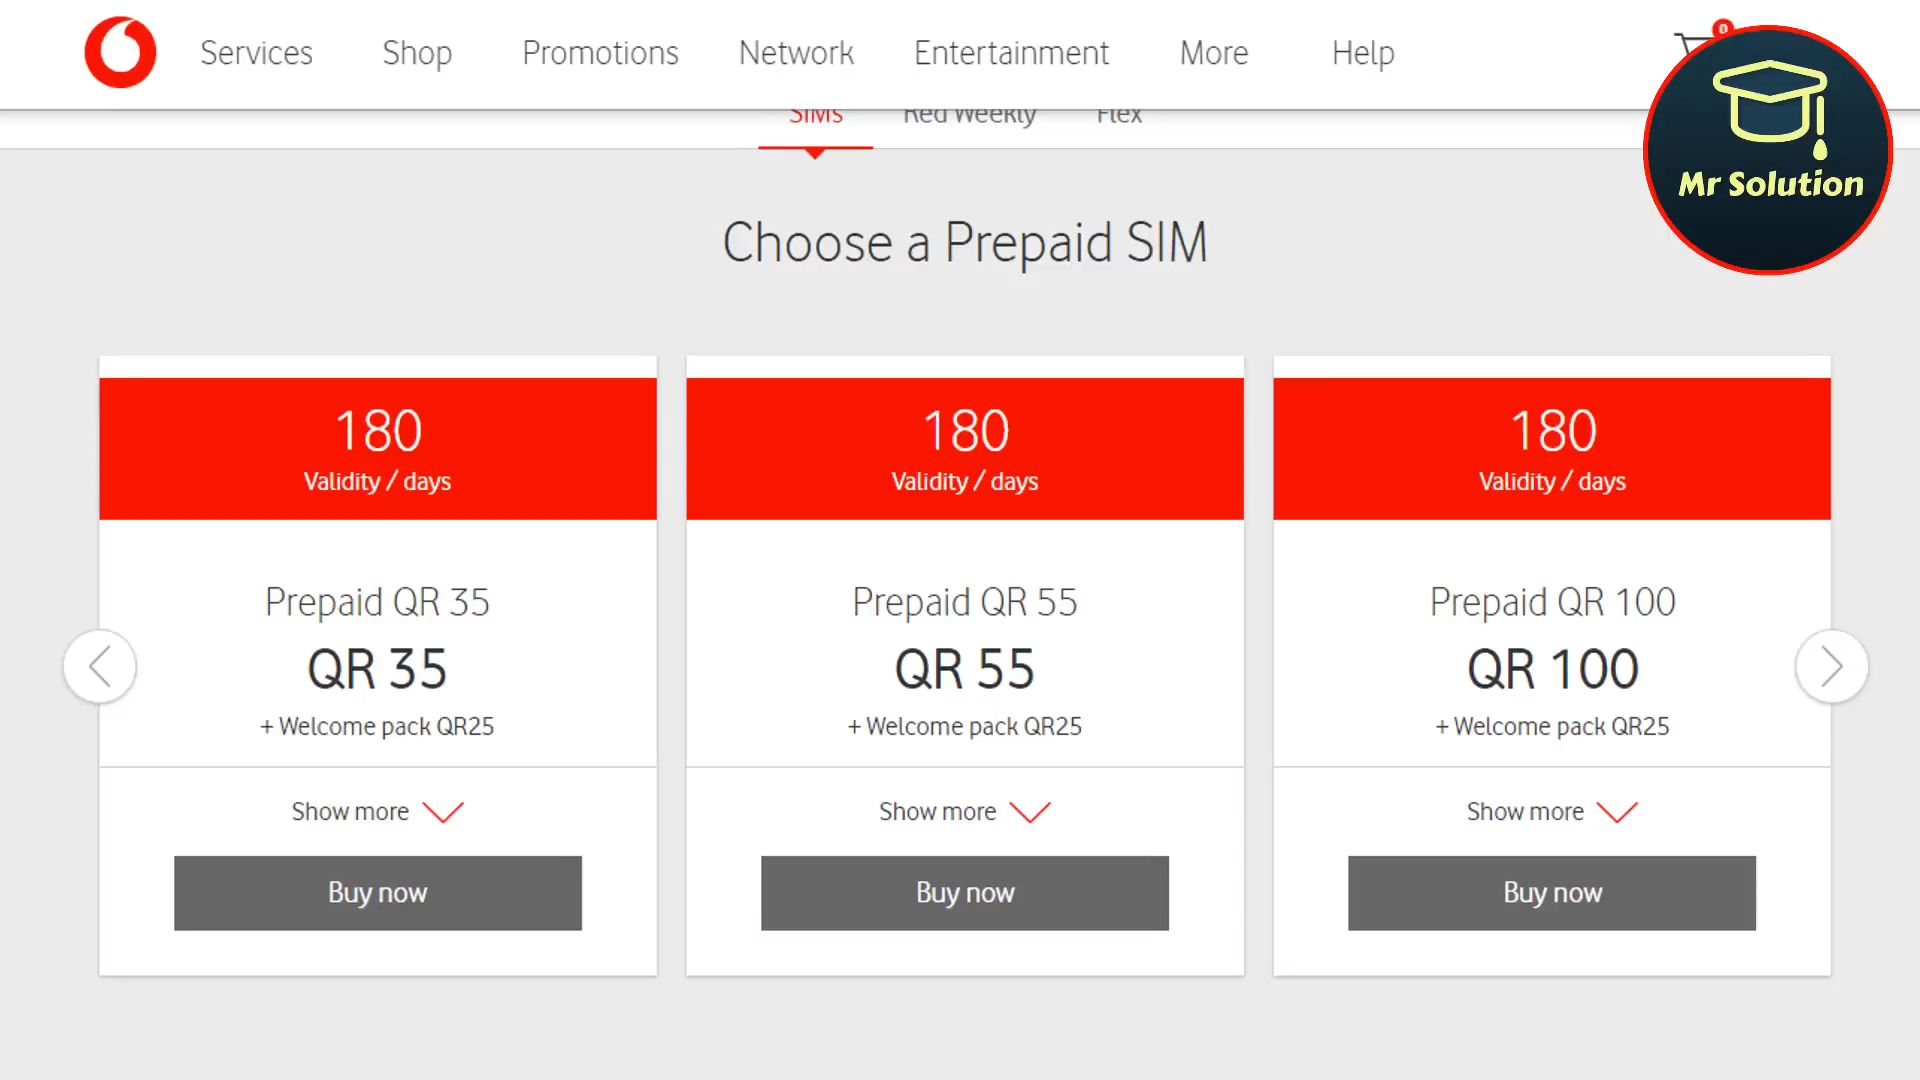 Services Shop Promotions Network Entertainment More Help
0
Mr Solution
SIMs Red Weekly Flex
Choose a Prepaid SIM
180
Validity / days
Prepaid QR 35
QR 35
+ Welcome pack QR25
Show more
Buy now
180
Validity / days
Prepaid QR 55
QR 55
+ Welcome pack QR25
Show more
Buy now
180
Validity / days
Prepaid QR 100
QR 100
+ Welcome pack QR25
Show more
Buy now